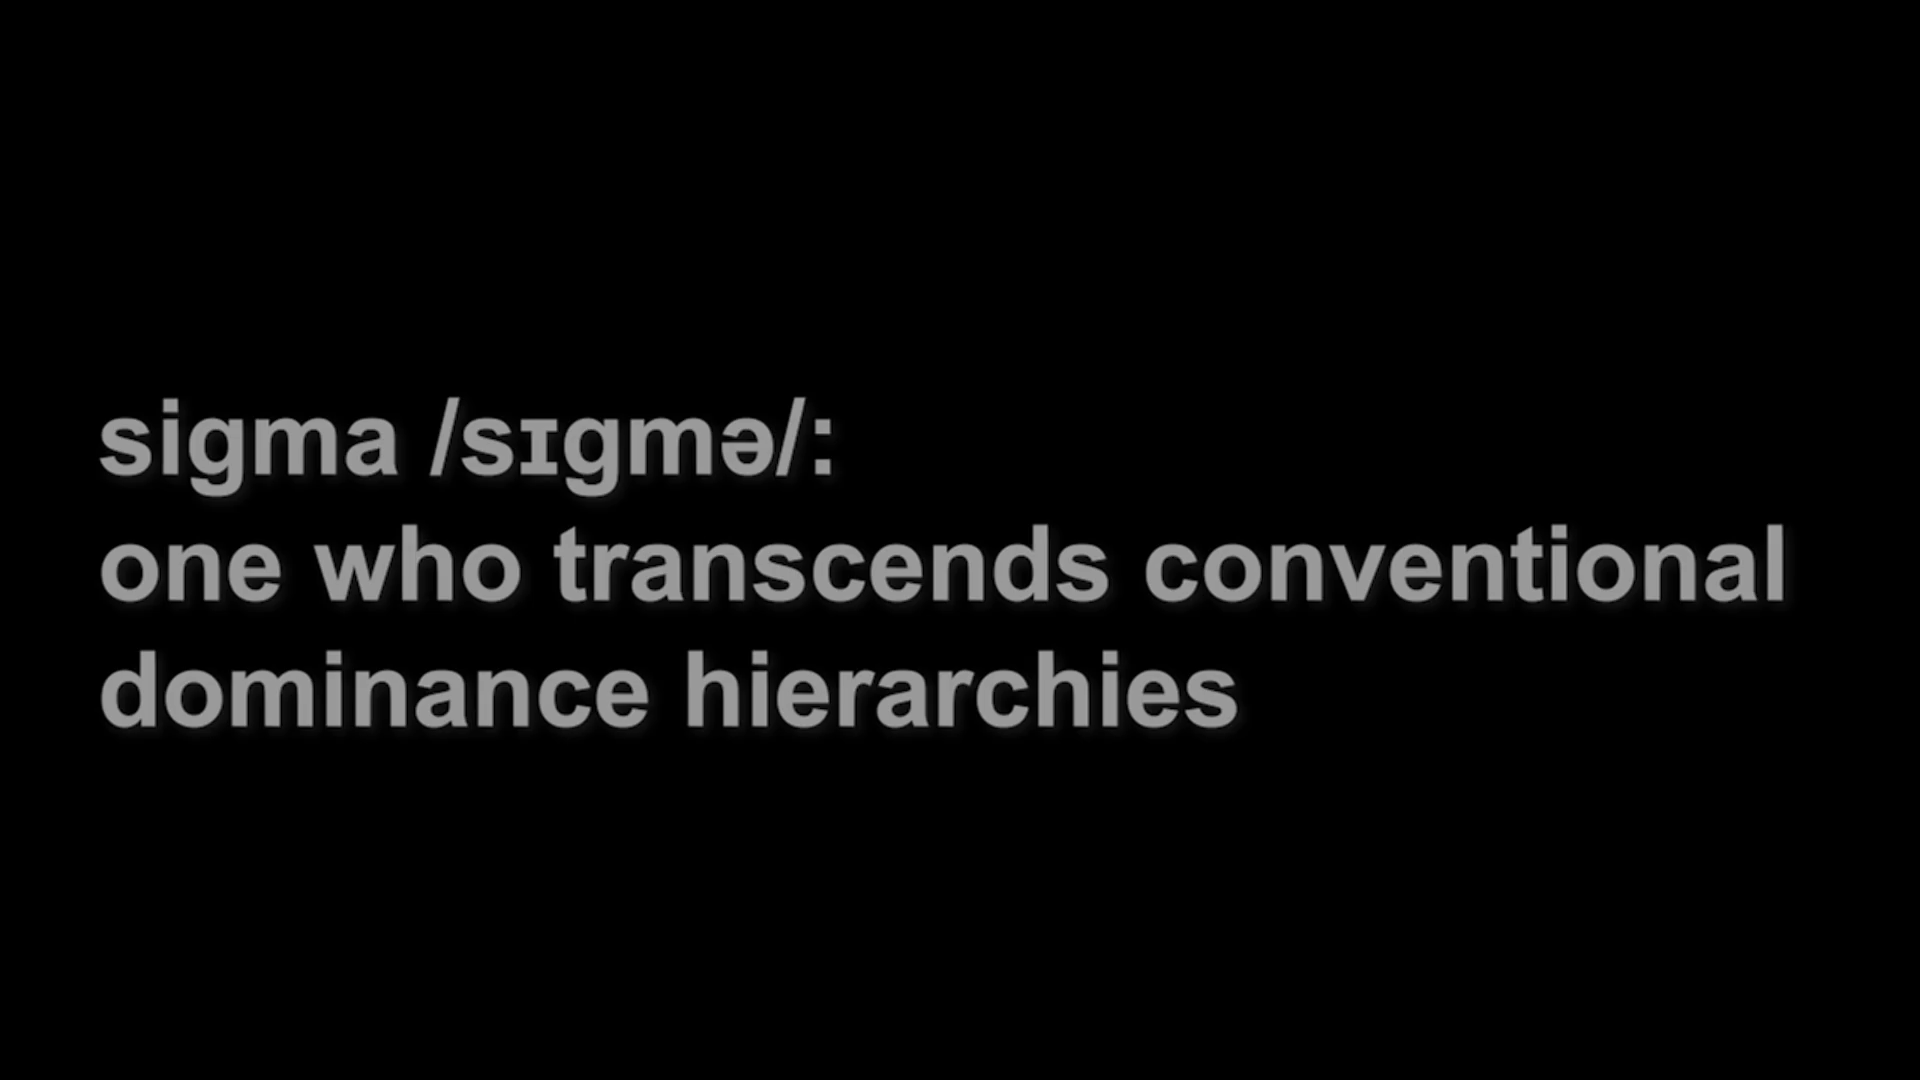 sigma /sɪgmə/:
one who transcends conventional
dominance hierarchies